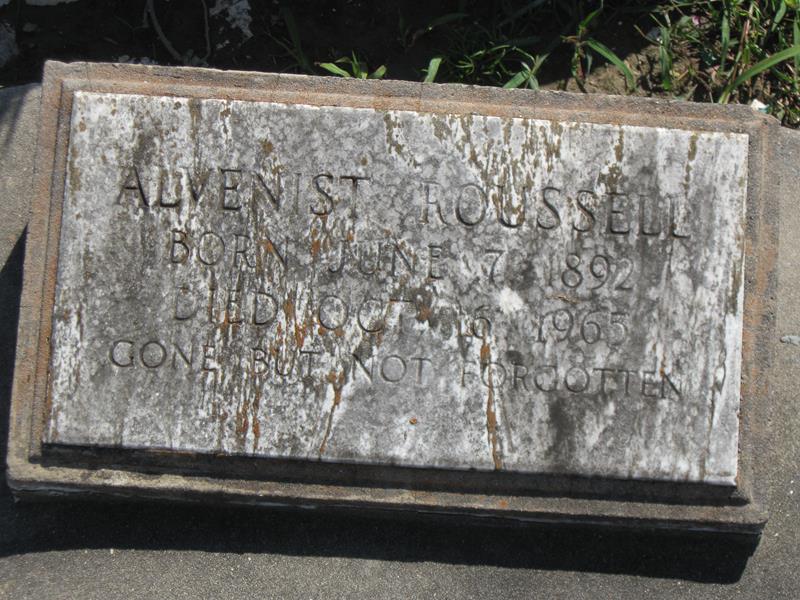 ALVENIST ROUSSELL
BORN JUNE 7 1892
DIED OCT 16 1965
GONE BUT NOT FORGOTTEN